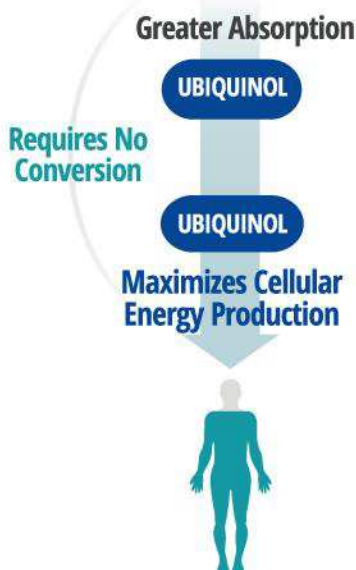 Greater Absorption
UBIQUINOL
Requires No
Conversion
UBIQUINOL
Maximizes Cellular
Energy Production